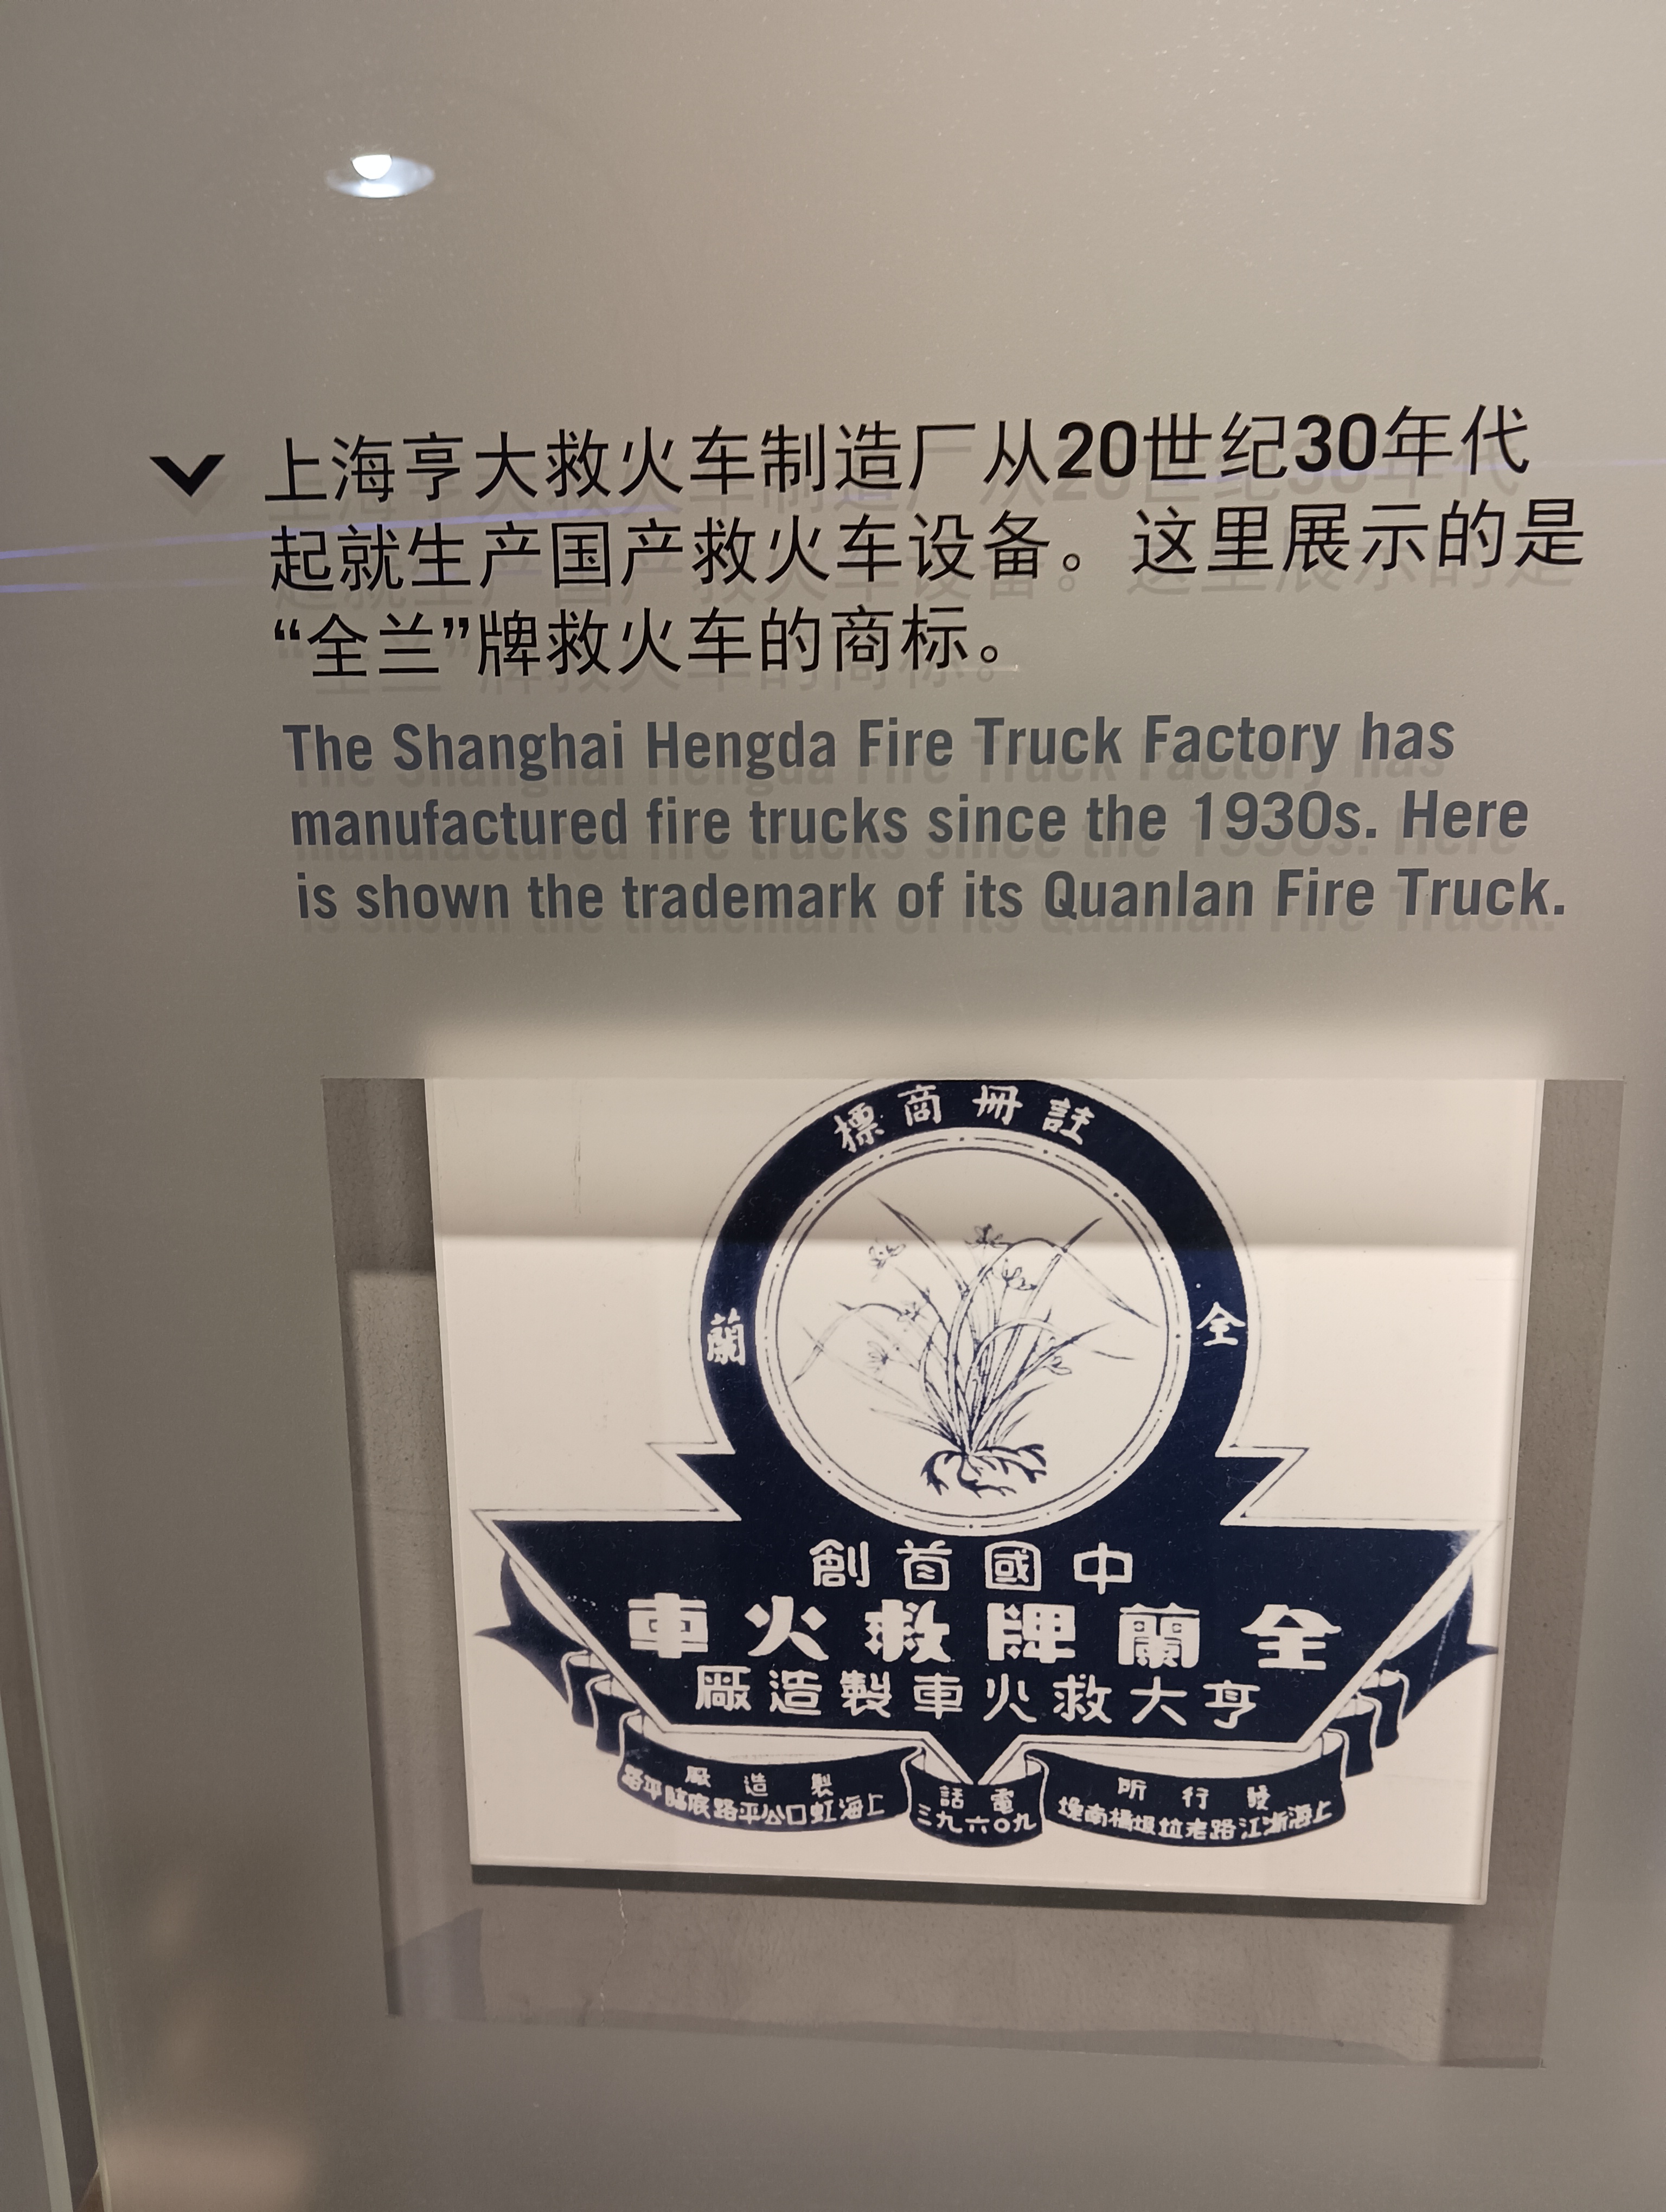 上海亨大救火车制造厂从20世纪30年代
起就生产国产救火车设备。这里展示的是
“全兰”牌救火车的商标。
The Shanghai Hengda Fire Truck Factory has
manufactured fire trucks since the 1930s. Here
is shown the trademark of its Quanlan Fire Truck.
註冊商標
全蘭
中國首創
全蘭牌救火車
亨大救火車製造廠
發行所
上海浙江路老垃圾橋南堍
電話
九〇六九三
製造廠
上海虹口公平路底臨平路